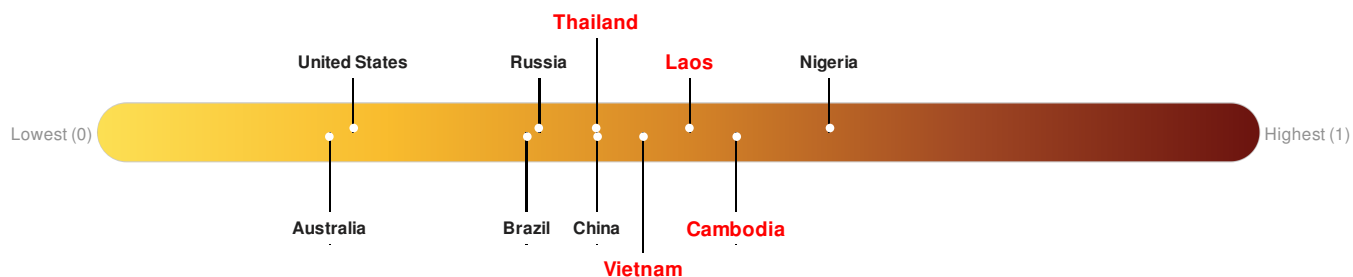 Thailand
United States
Russia
Laos
Nigeria
Lowest (0)
Highest (1)
Australia
Brazil
China
Cambodia
Vietnam